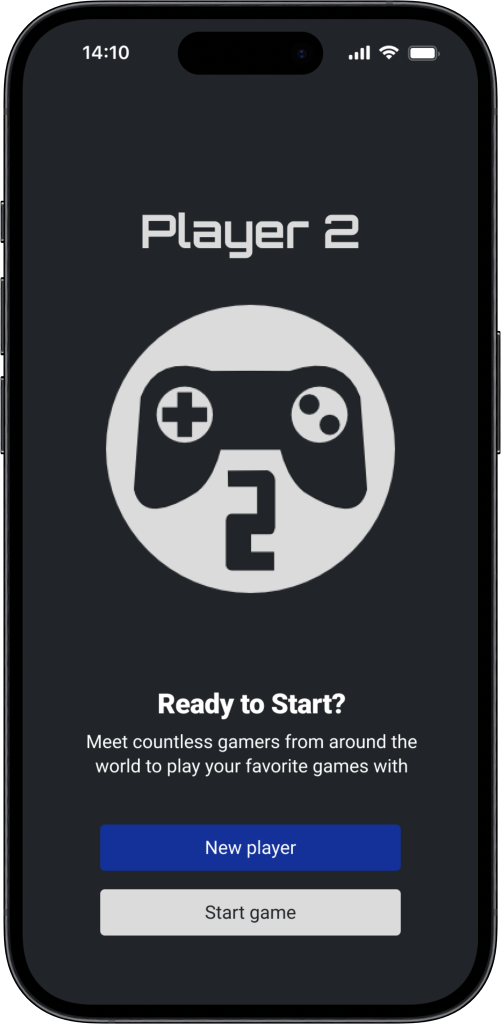 14:10
Player 2
2
Ready to Start?
Meet countless gamers from around the
world to play your favorite games with
New player
Start game